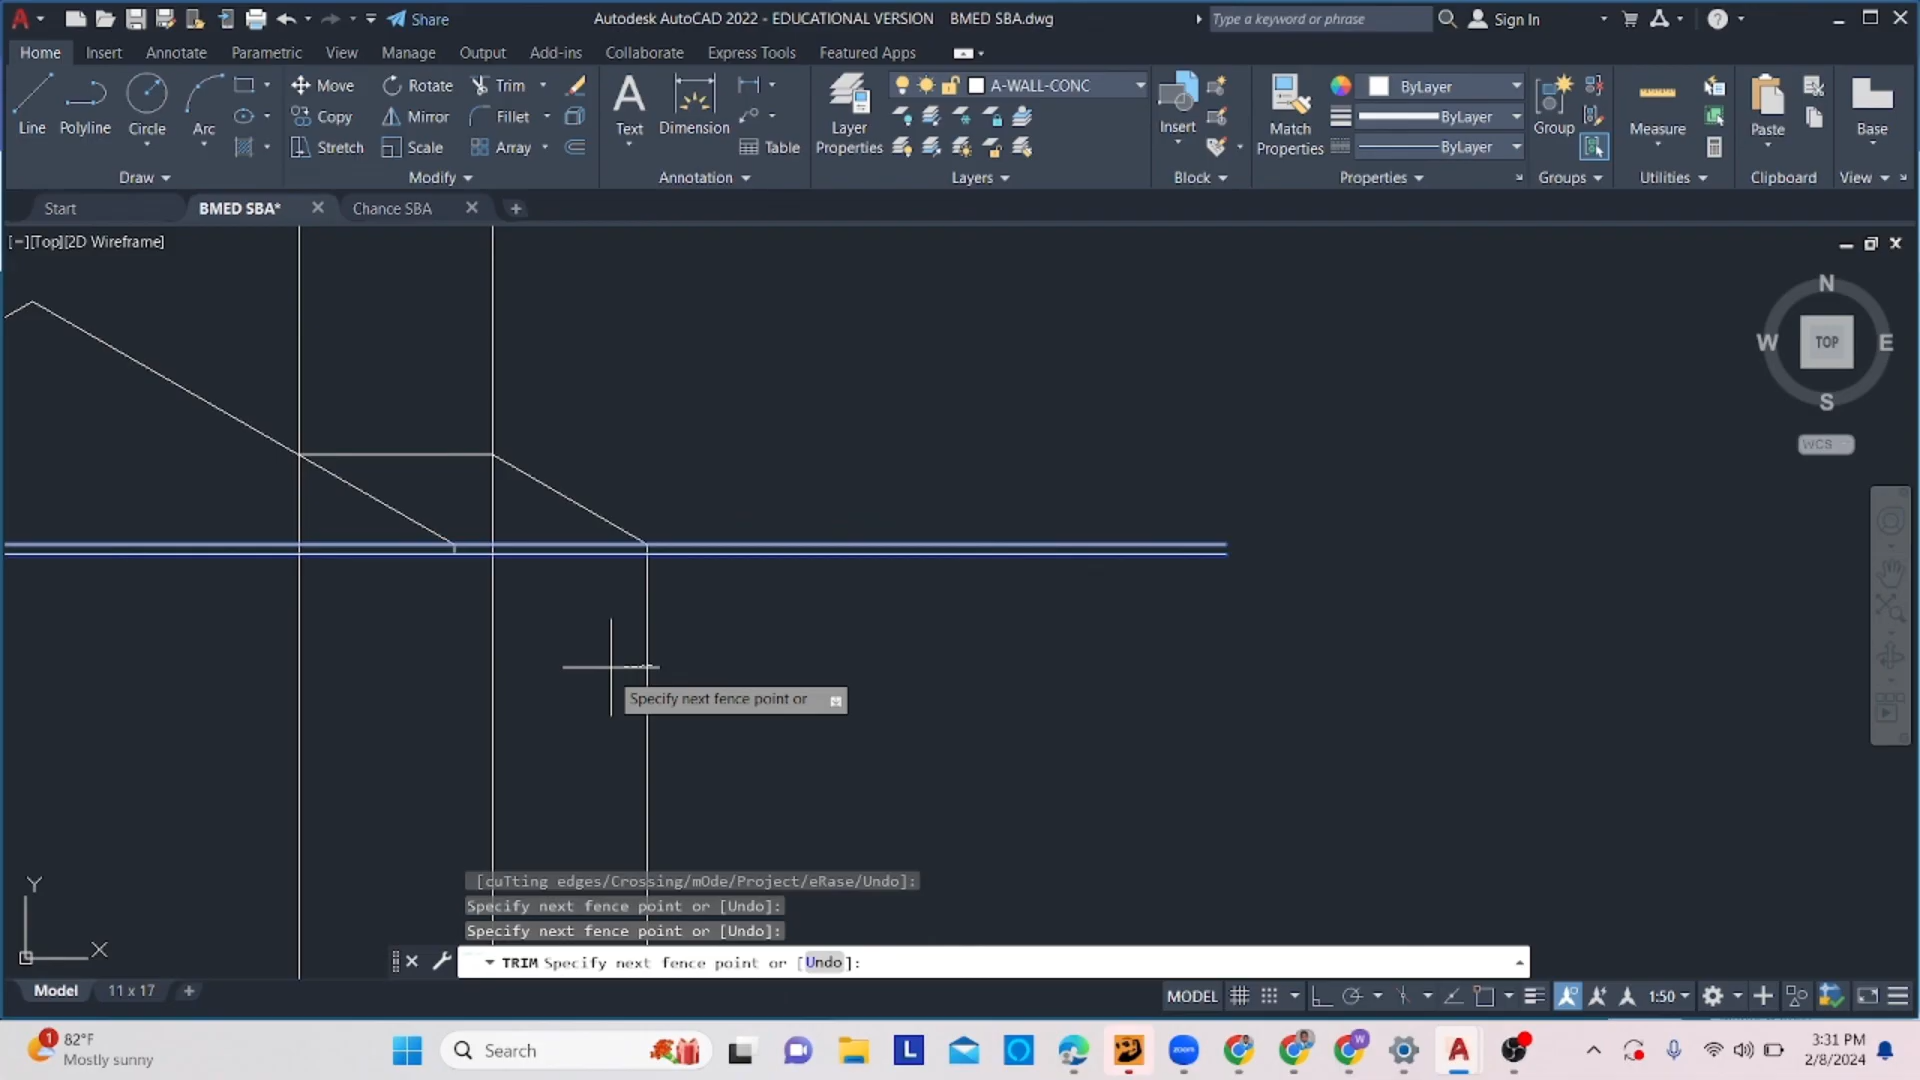 Share
Autodesk AutoCAD 2022 - EDUCATIONAL VERSION    BMED SBA.dwg
Type a keyword or phrase
Sign In
Home Insert Annotate Parametric View Manage Output Add-ins Collaborate Express Tools Featured Apps
Move Rotate Trim
A-WALL-CONC
ByLayer
Copy Mirror Fillet
ByLayer
Line Polyline Circle Arc
Text Dimension
Layer Properties
Insert
Match Properties
Group
Measure
Paste
Base
Stretch Scale Array
Table
ByLayer
Draw Modify Annotation Layers Block Properties Groups Utilities Clipboard View
Start BMED SBA* Chance SBA
[−][Top][2D Wireframe]
N
W TOP E
S
WCS
Specify next fence point or
Y
X
[cuTting edges/Crossing/mOde/Project/eRase/Undo]:
Specify next fence point or [Undo]:
Specify next fence point or [Undo]:
TRIM Specify next fence point or [Undo]:
Model 11 x 17
MODEL 1:50
1
82°F
Mostly sunny
Search
L
zoom
W
A
3:31 PM
2/8/2024